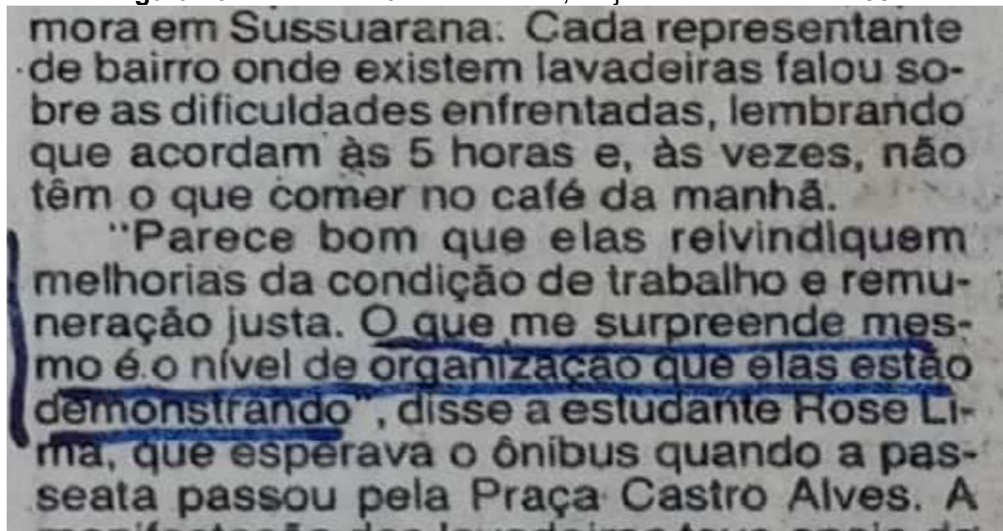 mora em Sussuarana. Cada representante
de bairro onde existem lavadeiras falou so-
bre as dificuldades enfrentadas, lembrando
que acordam às 5 horas e, às vezes, não
têm o que comer no café da manhã.
"Parece bom que elas reivindiquem
melhorias da condição de trabalho e remu-
neração justa. O que me surpreende mes-
mo é o nível de organização que elas estão
demonstrando", disse a estudante Rose Li-
ma, que esperava o ônibus quando a pas-
seata passou pela Praça Castro Alves. A